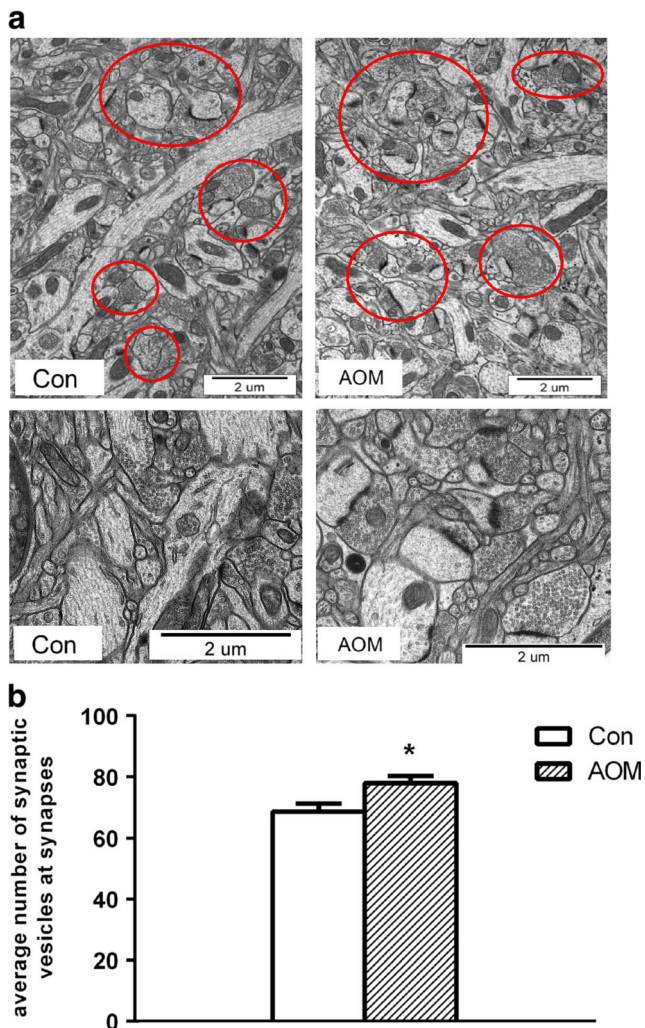 a
Con
2 um
AOM
2 um
Con
2 um
AOM
2 um
b
average number of synaptic
vesicles at synapses
100
80
60
40
20
0
*
Con
AOM